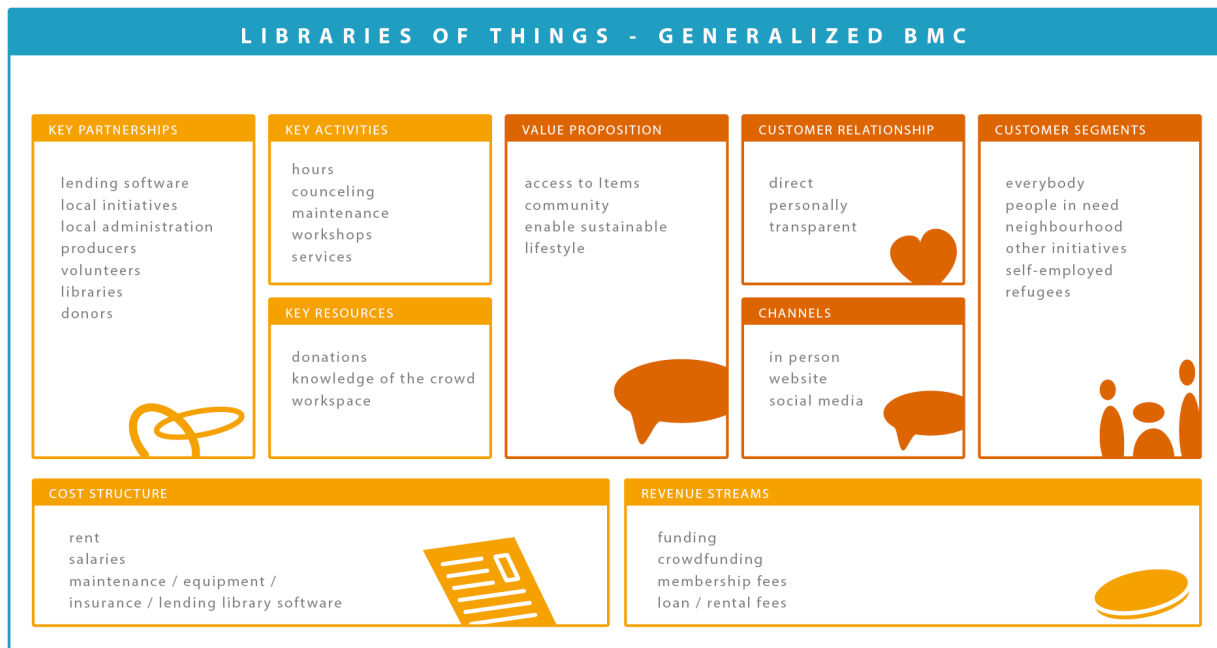 LIBRARIES OF THINGS - GENERALIZED BMC
KEY PARTNERSHIPS
lending software
local initiatives
local administration
producers
volunteers
libraries
donors
KEY ACTIVITIES
hours
counceling
maintenance
workshops
services
KEY RESOURCES
donations
knowledge of the crowd
workspace
VALUE PROPOSITION
access to Items
community
enable sustainable
lifestyle
CUSTOMER RELATIONSHIP
direct
personally
transparent
CHANNELS
in person
website
social media
CUSTOMER SEGMENTS
everybody
people in need
neighbourhood
other initiatives
self-employed
refugees
COST STRUCTURE
rent
salaries
maintenance / equipment /
insurance / lending library software
REVENUE STREAMS
funding
crowdfunding
membership fees
loan / rental fees